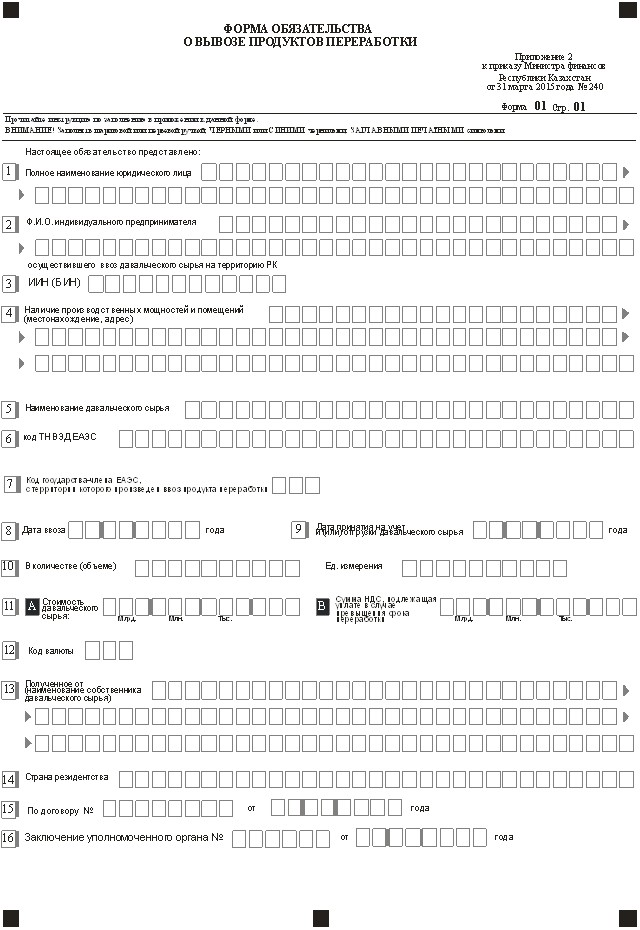 ФОРМА ОБЯЗАТЕЛЬСТВА
О ВЫВОЗЕ ПРОДУКТОВ ПЕРЕРАБОТКИ
Приложение 2
к приказу Министра финансов
Республики Казахстан
от 31 марта 2015 года № 240
Форма 01 Стр. 01
Прочитайте инструкцию по заполнению в приложении к данной форме.
ВНИМАНИЕ! Заполнять шариковой или перьевой ручкой, ЧЕРНЫМИ или СИНИМИ чернилами, ЗАГЛАВНЫМИ ПЕЧАТНЫМИ символами
Настоящее обязательство представлено:
1 Полное наименование юридического лица
2 Ф.И.О. индивидуального предпринимателя
осуществившего ввоз давальческого сырья на территорию РК
3 ИИН (БИН)
4 Наличие производственных мощностей и помещений
(местонахождение, адрес)
5 Наименование давальческого сырья
6 код ТН ВЭД ЕАЭС
7 Код государства-члена ЕАЭС,
с территории которого произведен ввоз продукта переработки
8 Дата ввоза года 9 Дата принятия на учет
и (или) отгрузки давальческого сырья года
10 В количестве (объеме) Ед. измерения
11 A Стоимость
давальческого
сырья:
Млрд. Млн. Тыс.
B Сумма НДС, подлежащая
уплате в случае
превышения срока
переработки
Млрд. Млн. Тыс.
12 Код валюты
13 Полученное от
(наименование собственника
давальческого сырья)
14 Страна резидентства
15 По договору № от года
16 Заключение уполномоченного органа № от года